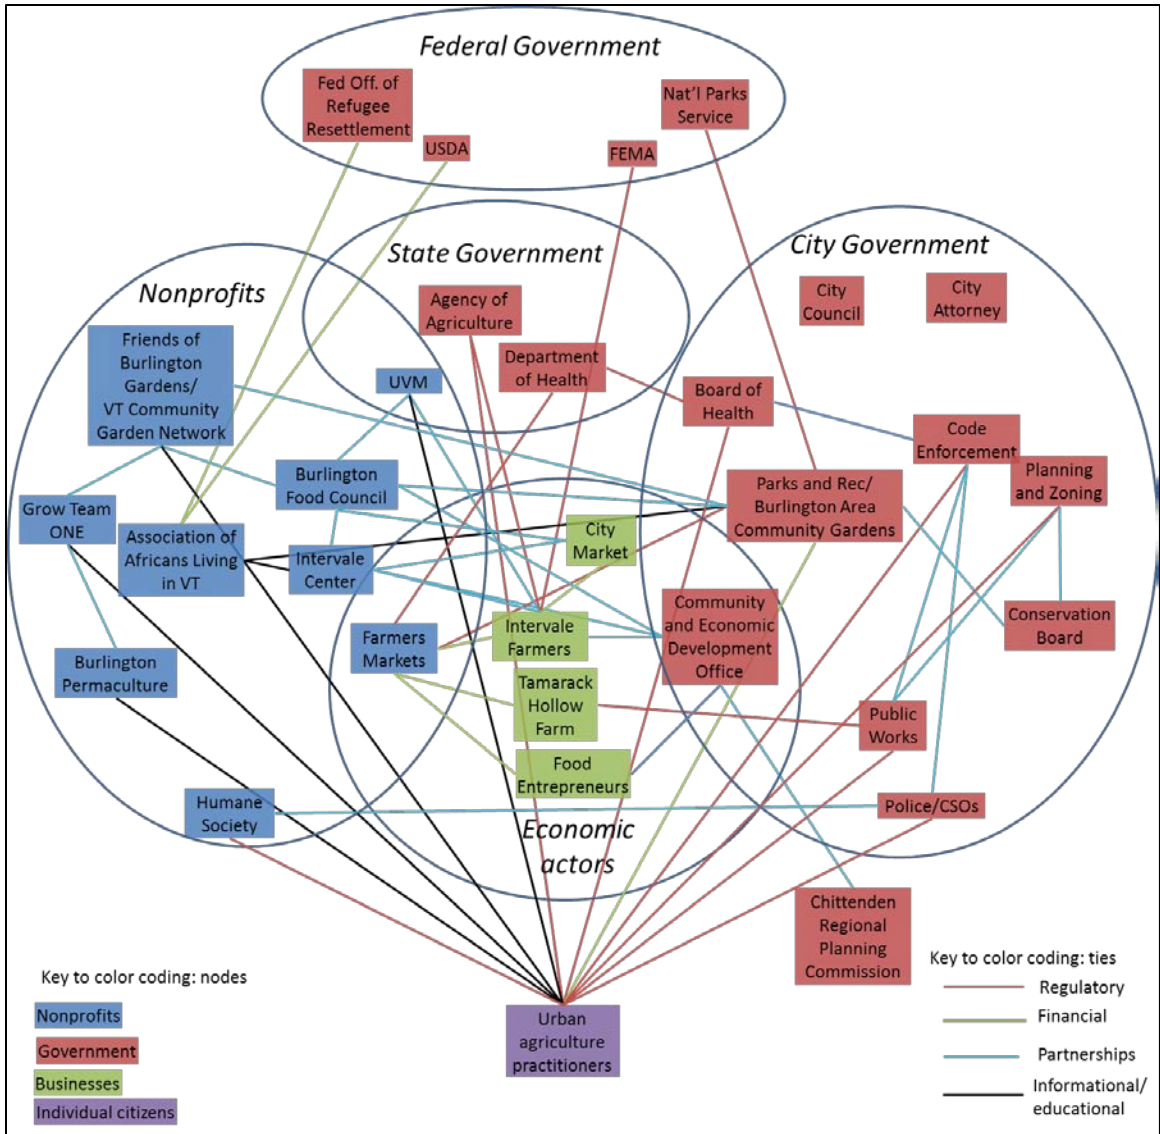 Federal Government
Fed Off. of
Refugee
Resettlement
USDA
FEMA
Nat'l Parks
Service
State Government
Agency of
Agriculture
Department
of Health
UVM
City Government
City
Council
City
Attorney
Board of
Health
Code
Enforcement
Planning
and Zoning
Parks and Rec/
Burlington Area
Community Gardens
Conservation
Board
Community
and Economic
Development
Office
Public
Works
Police/CSOs
Chittenden
Regional
Planning
Commission
Nonprofits
Friends of
Burlington
Gardens/
VT Community
Garden Network
Grow Team
ONE
Association of
Africans Living
in VT
Burlington
Food Council
Intervale
Center
Farmers
Markets
Burlington
Permaculture
Humane
Society
City
Market
Intervale
Farmers
Tamarack
Hollow
Farm
Food
Entrepreneurs
Economic
actors
Urban
agriculture
practitioners
Key to color coding: nodes
Nonprofits
Government
Businesses
Individual citizens
Key to color coding: ties
Regulatory
Financial
Partnerships
Informational/
educational